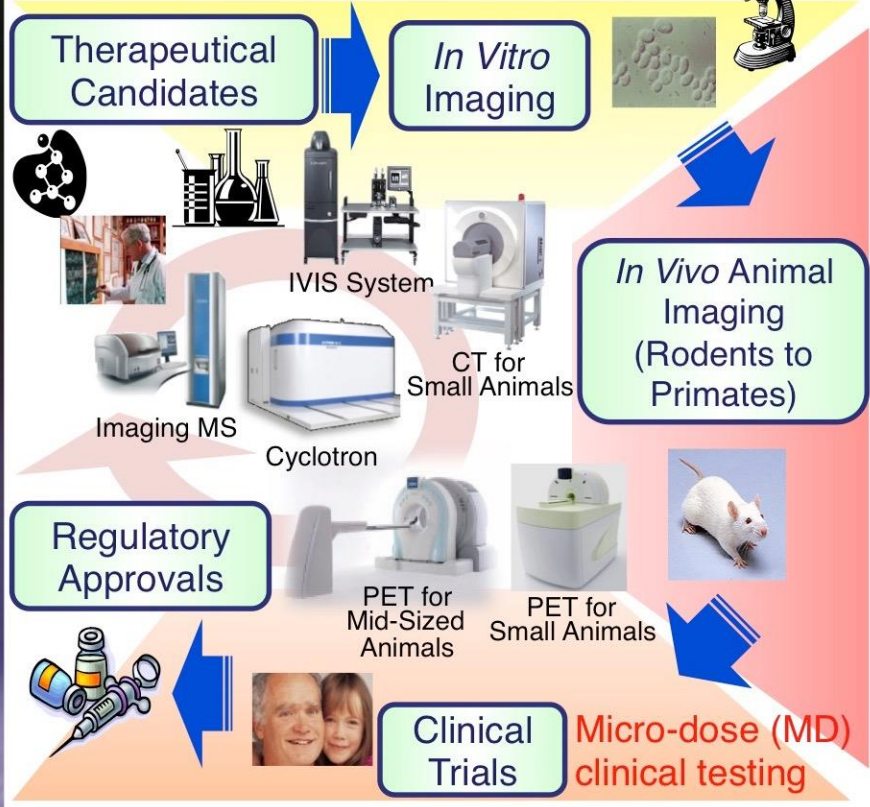 Therapeutical
Candidates
In Vitro
Imaging
IVIS System
CT for
Small Animals
In Vivo Animal
Imaging
(Rodents to
Primates)
Imaging MS
Cyclotron
Regulatory
Approvals
PET for
Mid-Sized
Animals
PET for
Small Animals
Clinical
Trials
Micro-dose (MD)
clinical testing